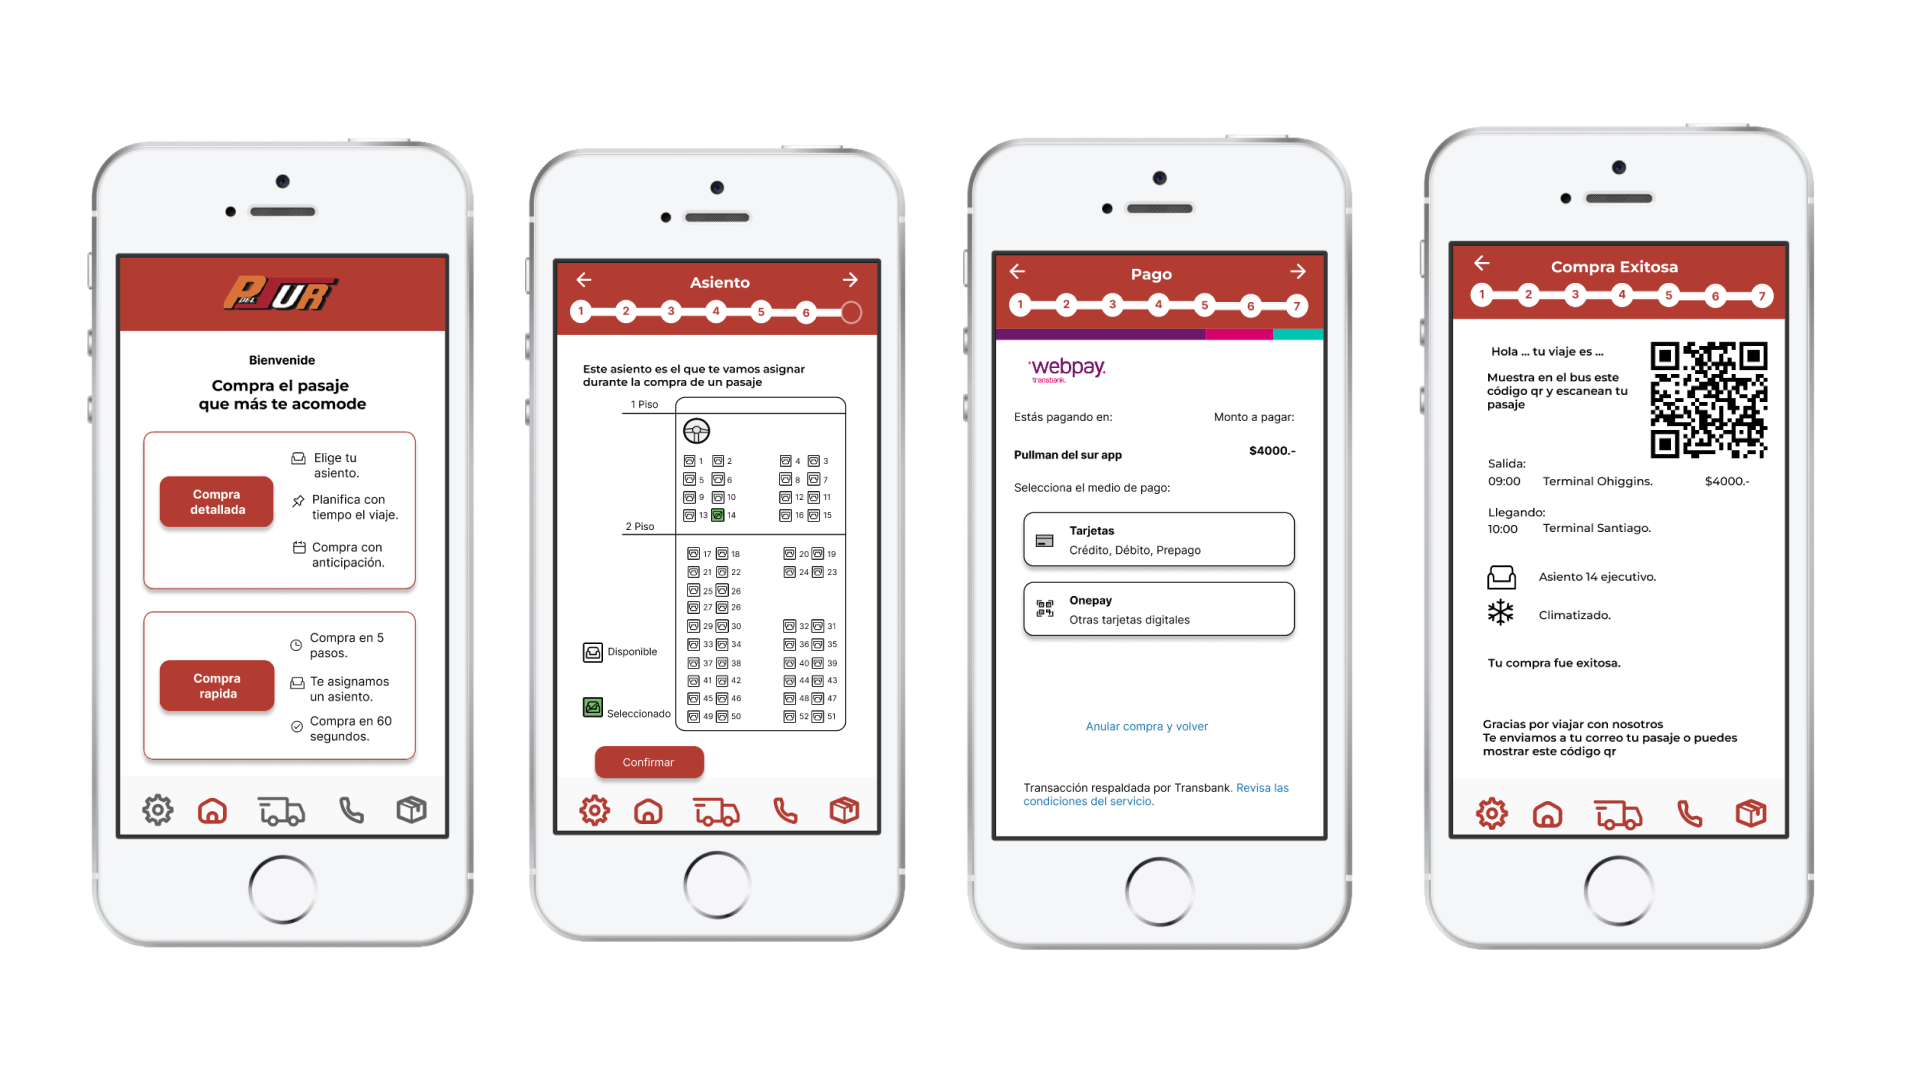 P UR
DEL
Bienvenide
Compra el pasaje
que más te acomode
Compra
detallada
Elige tu
asiento.
Planifica con
tiempo el viaje.
Compra con
anticipación.
Compra
rapida
Compra en 5
pasos.
Te asignamos
un asiento.
Compra en 60
segundos.
Asiento
1 2 3 4 5 6
Este asiento es el que te vamos asignar
durante la compra de un pasaje
1 Piso
1 2 4 3
5 6 8 7
9 10 12 11
13 14 16 15
2 Piso
17 18 20 19
21 22 24 23
25 26
27 26
29 30 32 31
33 34 36 35
37 38 40 39
41 42 44 43
45 46 48 47
49 50 52 51
Disponible
Seleccionado
Confirmar
Pago
1 2 3 4 5 6 7
webpay.
transbank.
Estás pagando en: Monto a pagar:
Pullman del sur app $4000.-
Selecciona el medio de pago:
Tarjetas
Crédito, Débito, Prepago
Onepay
Otras tarjetas digitales
Anular compra y volver
Transacción respaldada por Transbank. Revisa las
condiciones del servicio.
Compra Exitosa
1 2 3 4 5 6 7
Hola ... tu viaje es ...
Muestra en el bus este
código qr y escanean tu
pasaje
Salida:
09:00 Terminal Ohiggins. $4000.-
Llegando:
10:00 Terminal Santiago.
Asiento 14 ejecutivo.
Climatizado.
Tu compra fue exitosa.
Gracias por viajar con nosotros
Te enviamos a tu correo tu pasaje o puedes
mostrar este código qr